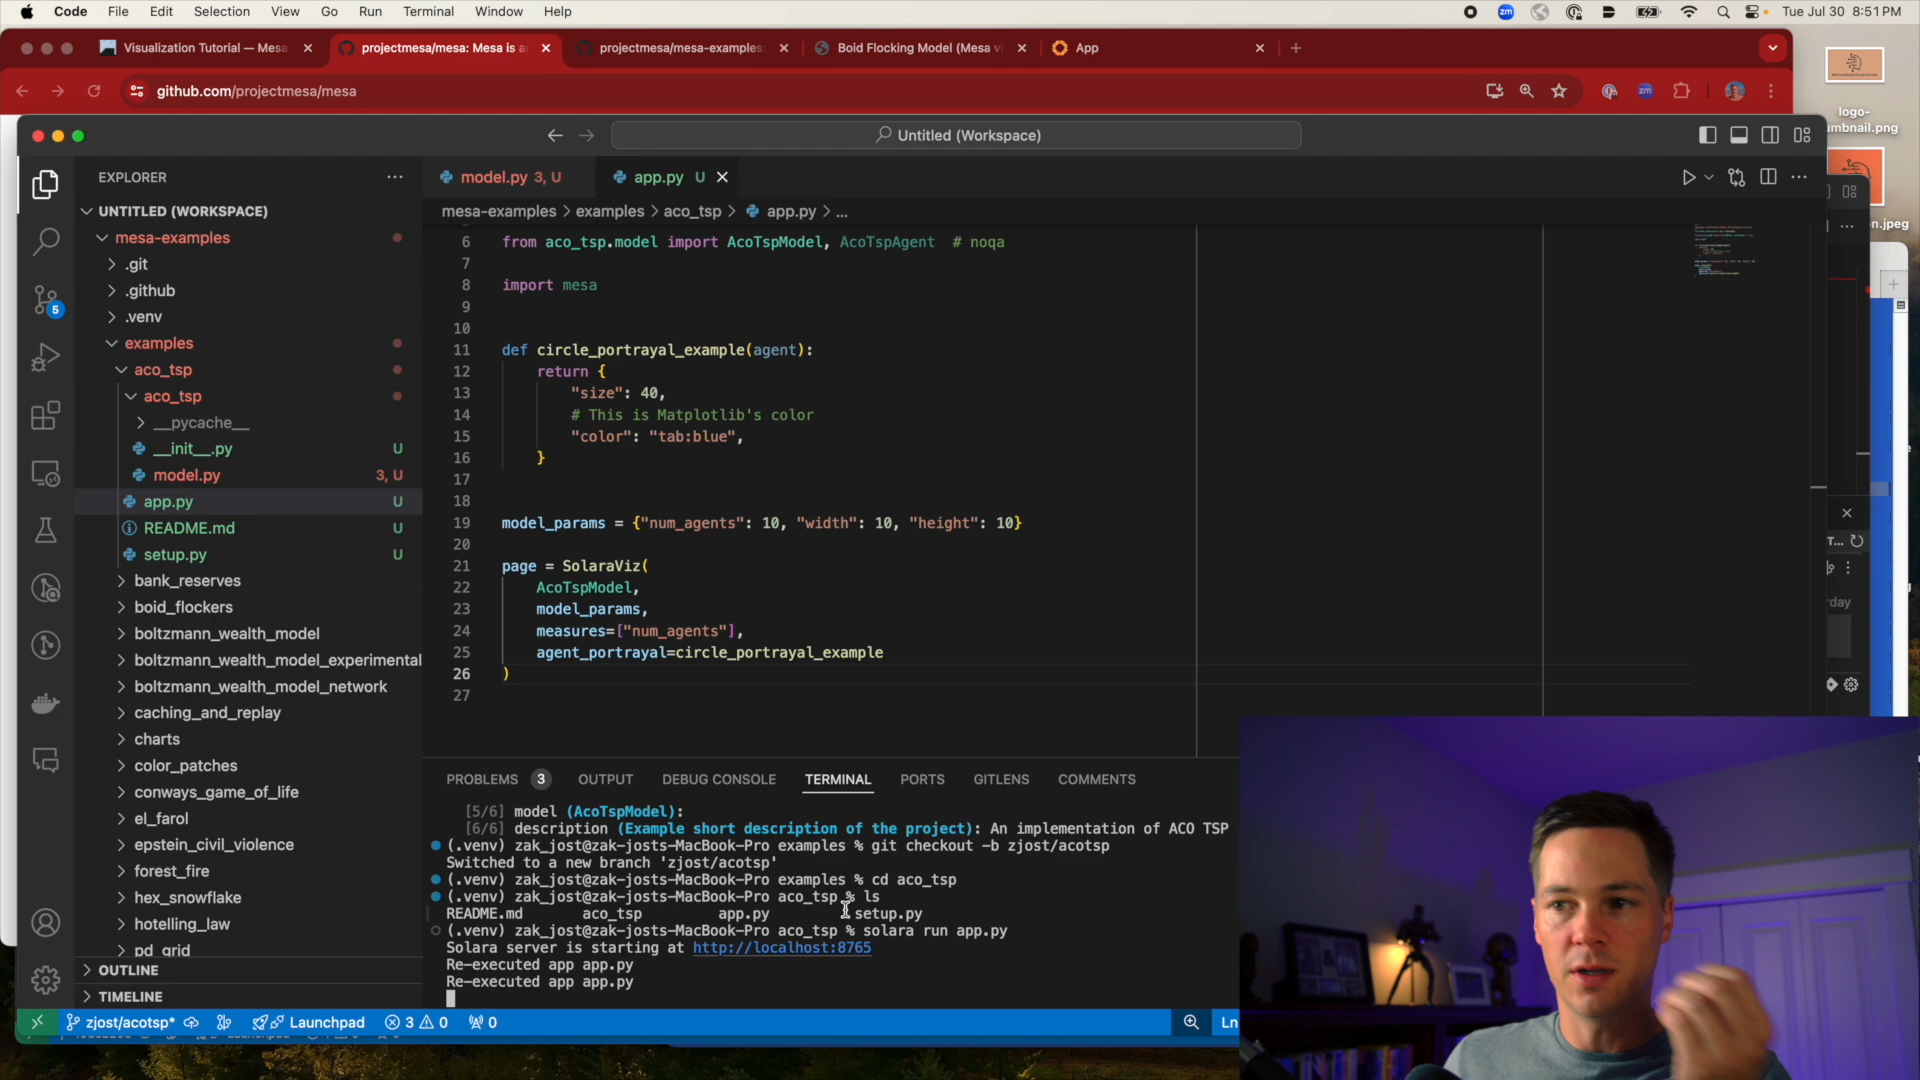 Code File Edit Selection View Go Run Terminal Window Help
zm
Tue Jul 30 8:51 PM
Visualization Tutorial — Mesa
projectmesa/mesa: Mesa is a
projectmesa/mesa-examples:
Boid Flocking Model (Mesa v
App
github.com/projectmesa/mesa
zm
logo-
umbnail.png
n.jpeg
Untitled (Workspace)
EXPLORER
UNTITLED (WORKSPACE)
mesa-examples
.git
.github
.venv
examples
aco_tsp
aco_tsp
__pycache__
__init__.py U
model.py 3, U
app.py U
README.md U
setup.py U
bank_reserves
boid_flockers
boltzmann_wealth_model
boltzmann_wealth_model_experimental
boltzmann_wealth_model_network
caching_and_replay
charts
color_patches
conways_game_of_life
el_farol
epstein_civil_violence
forest_fire
hex_snowflake
hotelling_law
pd_grid
OUTLINE
TIMELINE
5
model.py 3, U
app.py U
mesa-examples > examples > aco_tsp > app.py > ...
6 from aco_tsp.model import AcoTspModel, AcoTspAgent # noqa
7
8 import mesa
9
10
11 def circle_portrayal_example(agent):
12 return {
13 "size": 40,
14 # This is Matplotlib's color
15 "color": "tab:blue",
16 }
17
18
19 model_params = {"num_agents": 10, "width": 10, "height": 10}
20
21 page = SolaraViz(
22 AcoTspModel,
23 model_params,
24 measures=["num_agents"],
25 agent_portrayal=circle_portrayal_example
26 )
27
T...
rday
PROBLEMS 3 OUTPUT DEBUG CONSOLE TERMINAL PORTS GITLENS COMMENTS
[5/6] model (AcoTspModel):
[6/6] description (Example short description of the project): An implementation of ACO TSP
(.venv) zak_jost@zak-josts-MacBook-Pro examples % git checkout -b zjost/acotsp
Switched to a new branch 'zjost/acotsp'
(.venv) zak_jost@zak-josts-MacBook-Pro examples % cd aco_tsp
(.venv) zak_jost@zak-josts-MacBook-Pro aco_tsp % ls
README.md aco_tsp app.py setup.py
(.venv) zak_jost@zak-josts-MacBook-Pro aco_tsp % solara run app.py
Solara server is starting at http://localhost:8765
Re-executed app app.py
Re-executed app app.py
zjost/acotsp* Launchpad 3 0 0
Ln